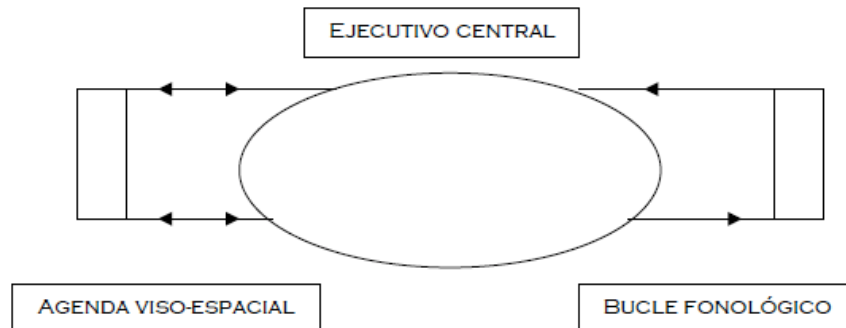 EJECUTIVO CENTRAL
AGENDA VISO-ESPACIAL
BUCLE FONOLÓGICO